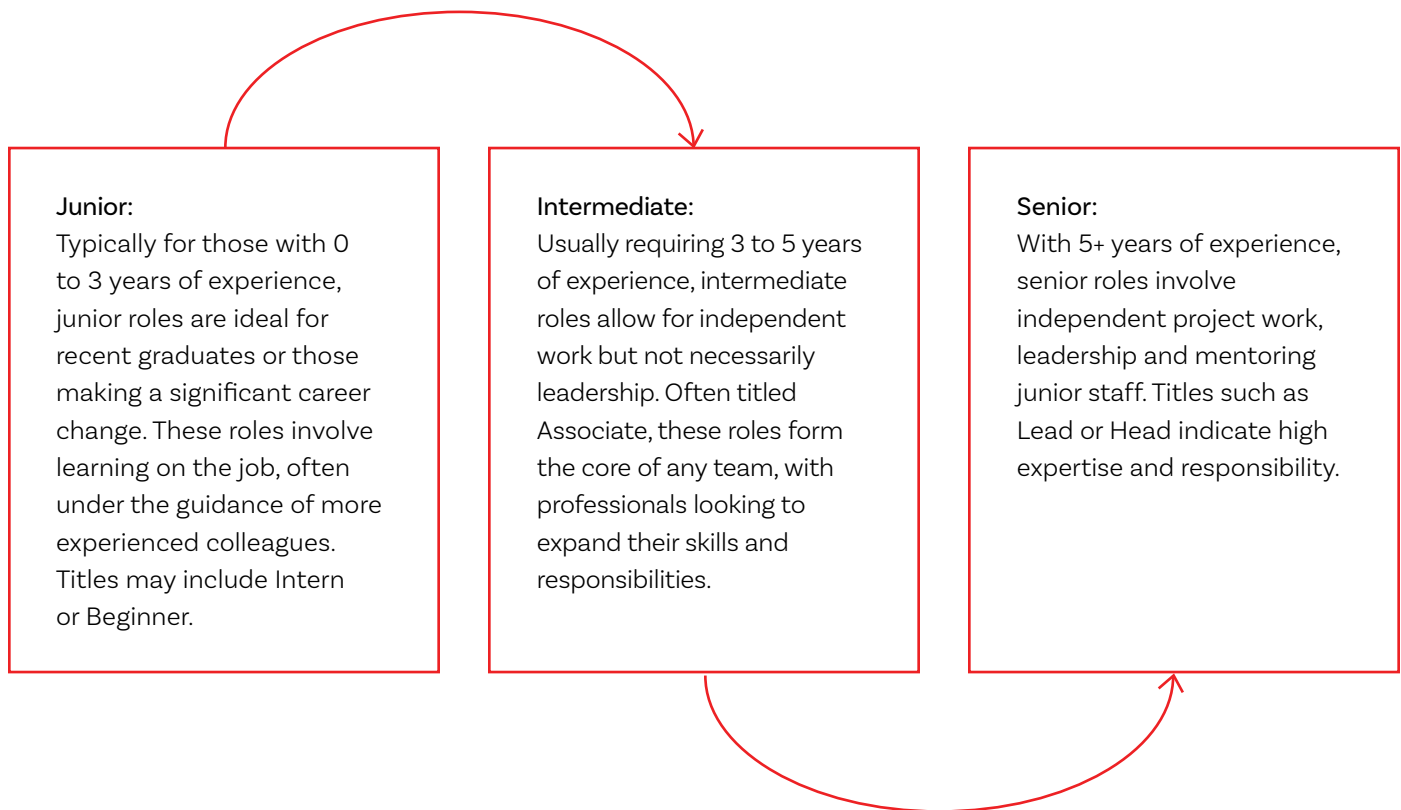 Junior:
Typically for those with 0
to 3 years of experience,
junior roles are ideal for
recent graduates or those
making a significant career
change. These roles involve
learning on the job, often
under the guidance of more
experienced colleagues.
Titles may include Intern
or Beginner.
Intermediate:
Usually requiring 3 to 5 years
of experience, intermediate
roles allow for independent
work but not necessarily
leadership. Often titled
Associate, these roles form
the core of any team, with
professionals looking to
expand their skills and
responsibilities.
Senior:
With 5+ years of experience,
senior roles involve
independent project work,
leadership and mentoring
junior staff. Titles such as
Lead or Head indicate high
expertise and responsibility.